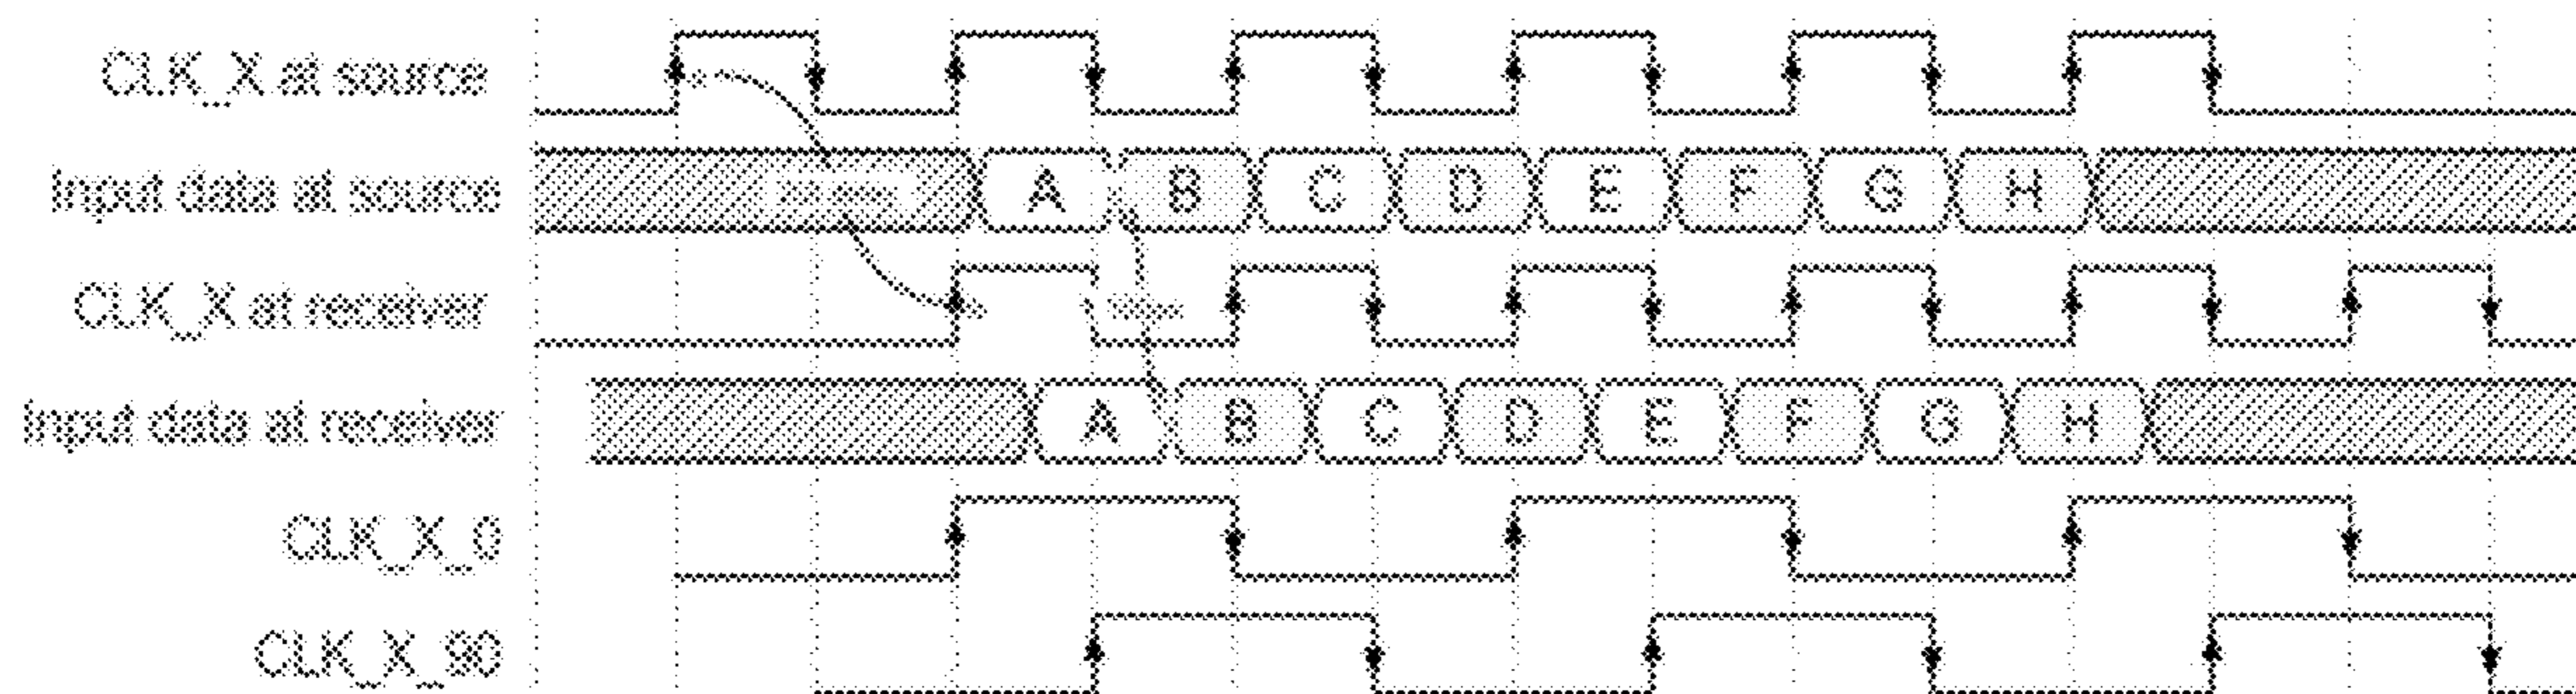 CLK_X at source
Input data at source
A B C D E F G H
CLK_X at receiver
Input data at receiver
A B C D E F G H
CLK_X_0
CLK_X_90